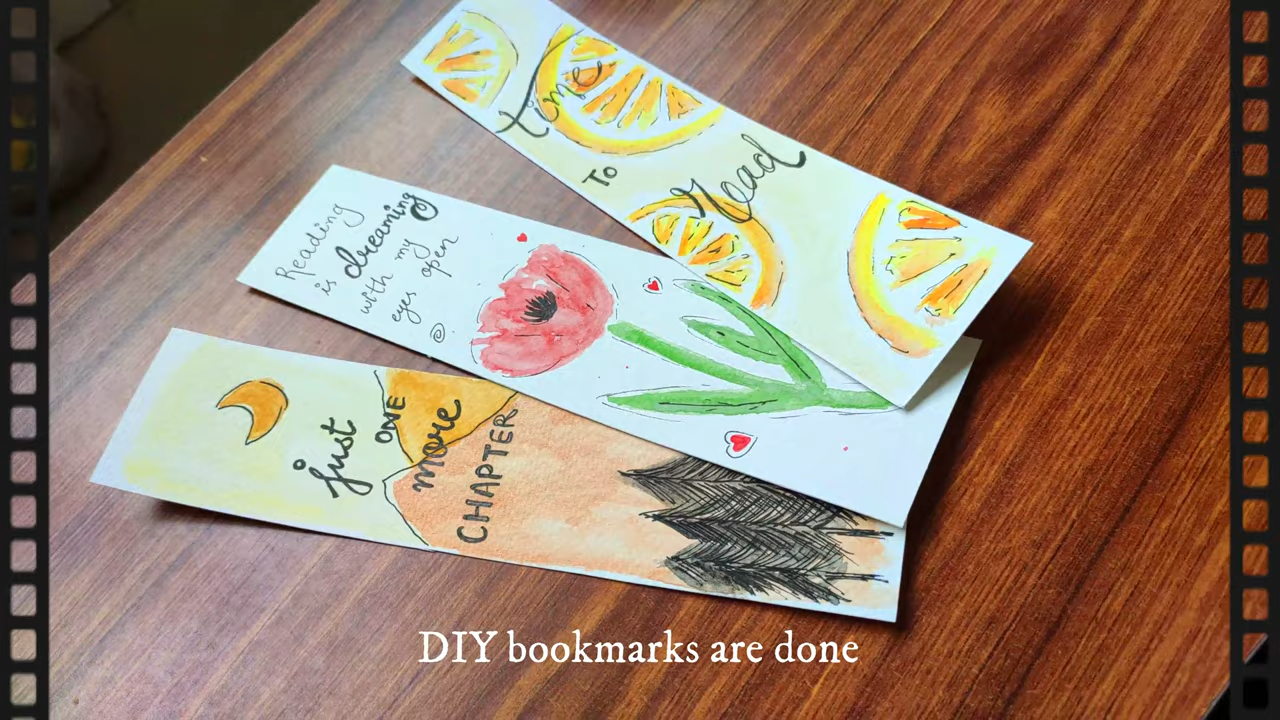 time
To
Read
Reading
is dreaming
with my
eyes open
just
ONE
more
CHAPTER
DIY bookmarks are done